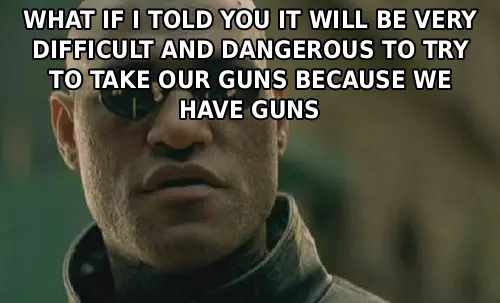 WHAT IF I TOLD YOU IT WILL BE VERY
DIFFICULT AND DANGEROUS TO TRY
TO TAKE OUR GUNS BECAUSE WE
HAVE GUNS